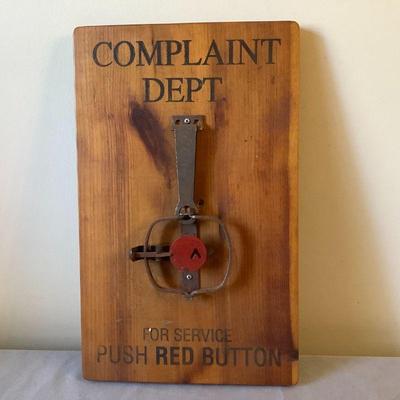 COMPLAINT
DEPT.
FOR SERVICE
PUSH RED BUTTON